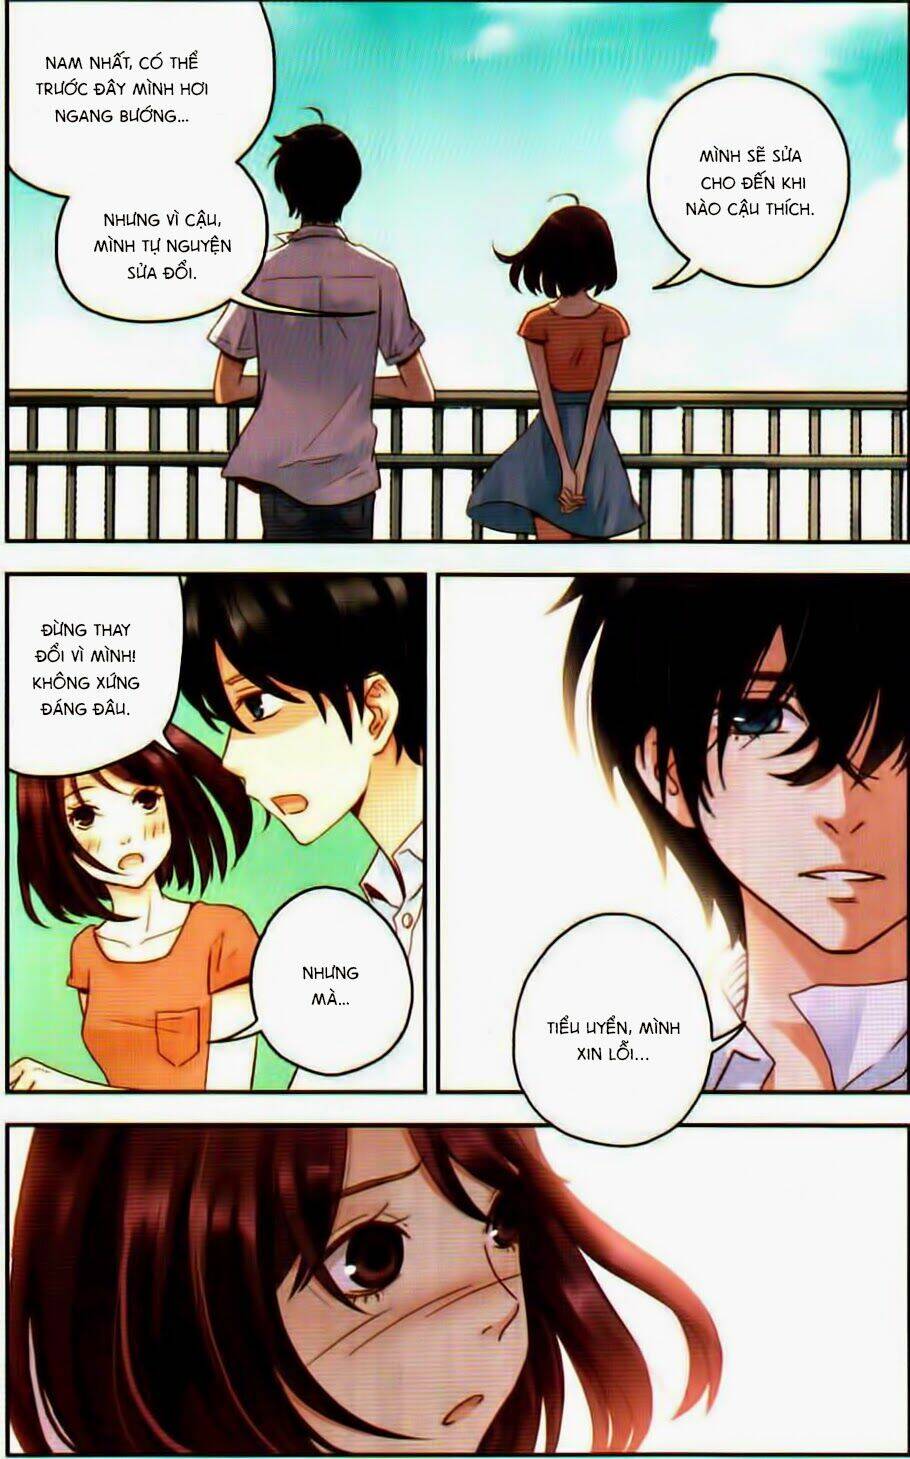 NAM NHẤT, CÓ THỂ
TRƯỚC ĐÂY MÌNH HƠI
NGANG BƯỚNG...
NHƯNG VÌ CẬU,
MÌNH TỰ NGUYỆN
SỬA ĐỔI.
MÌNH SẼ SỬA
CHO ĐẾN KHI
NÀO CẬU THÍCH.
ĐỪNG THAY
ĐỔI VÌ MÌNH!
KHÔNG XỨNG
ĐÁNG ĐÂU.
NHƯNG
MÀ...
TIỂU UYỂN, MÌNH
XIN LỖI...